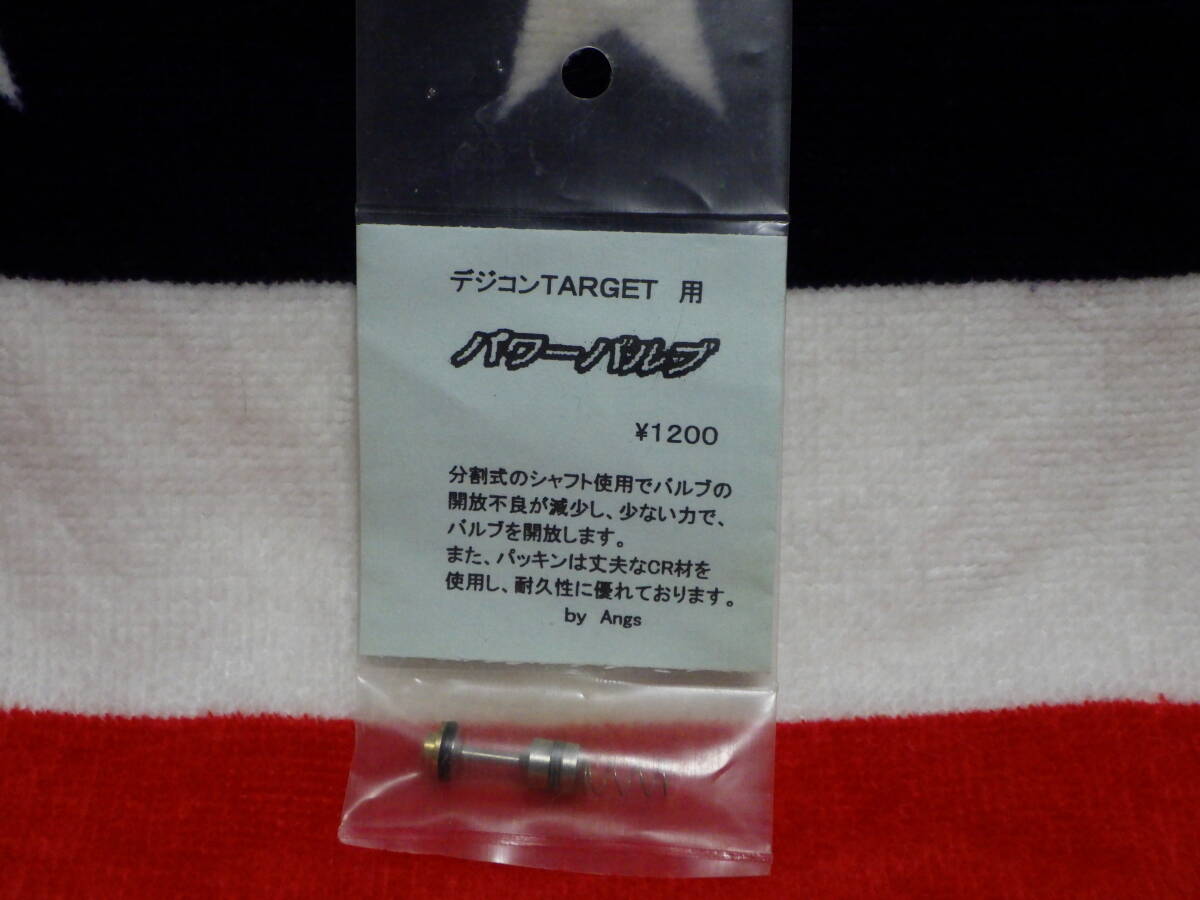 デジコンTARGET 用
パワーバルブ
¥1200
分割式のシャフト使用でバルブの
開放不良が減少し、少ない力で、
バルブを開放します。
また、パッキンは丈夫なCR材を
使用し、耐久性に優れております。
by Angs